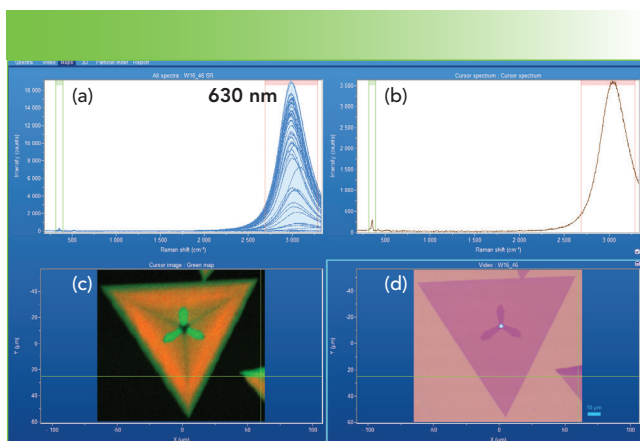 Spectra Video Maps 3D Particle Index Report
All spectra : W16_46 SR
(a)
630 nm
Intensity (counts)
16 000
14 000
12 000
10 000
8 000
6 000
4 000
2 000
0
500 1 000 1 500 2 000 2 500 3 000
Raman shift (cm⁻¹)
Cursor spectrum : Cursor spectrum
(b)
Intensity (counts)
3 500
3 000
2 500
2 000
1 500
1 000
500
0
500 1 000 1 500 2 000 2 500 3 000
Raman shift (cm⁻¹)
Cursor image : Green map
(c)
Y (µm)
-40
-20
0
20
40
60
-100 -50 0 50 100
X (µm)
Video : W16_46
(d)
Y (µm)
-40
-20
0
20
40
60
10 µm
-100 -50 0 50 100
X (µm)